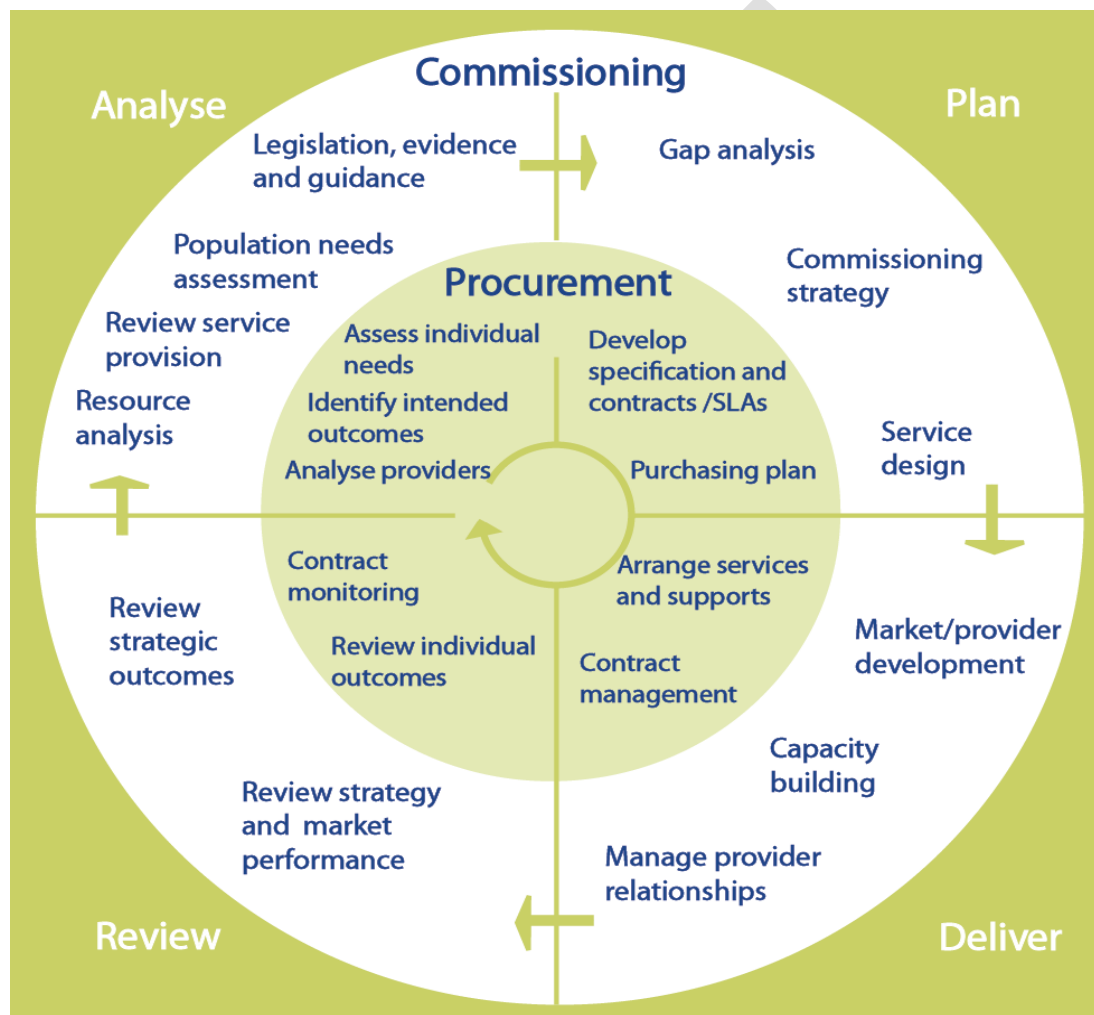 Commissioning
Analyse
Plan
Legislation, evidence
and guidance
Gap analysis
Population needs
assessment
Commissioning
strategy
Review service
provision
Resource
analysis
Service
design
Procurement
Assess individual
needs
Identify intended
outcomes
Analyse providers
Develop
specification and
contracts /SLAs
Purchasing plan
Contract
monitoring
Review individual
outcomes
Arrange services
and supports
Contract
management
Review
strategic
outcomes
Market/provider
development
Capacity
building
Review strategy
and market
performance
Manage provider
relationships
Review
Deliver